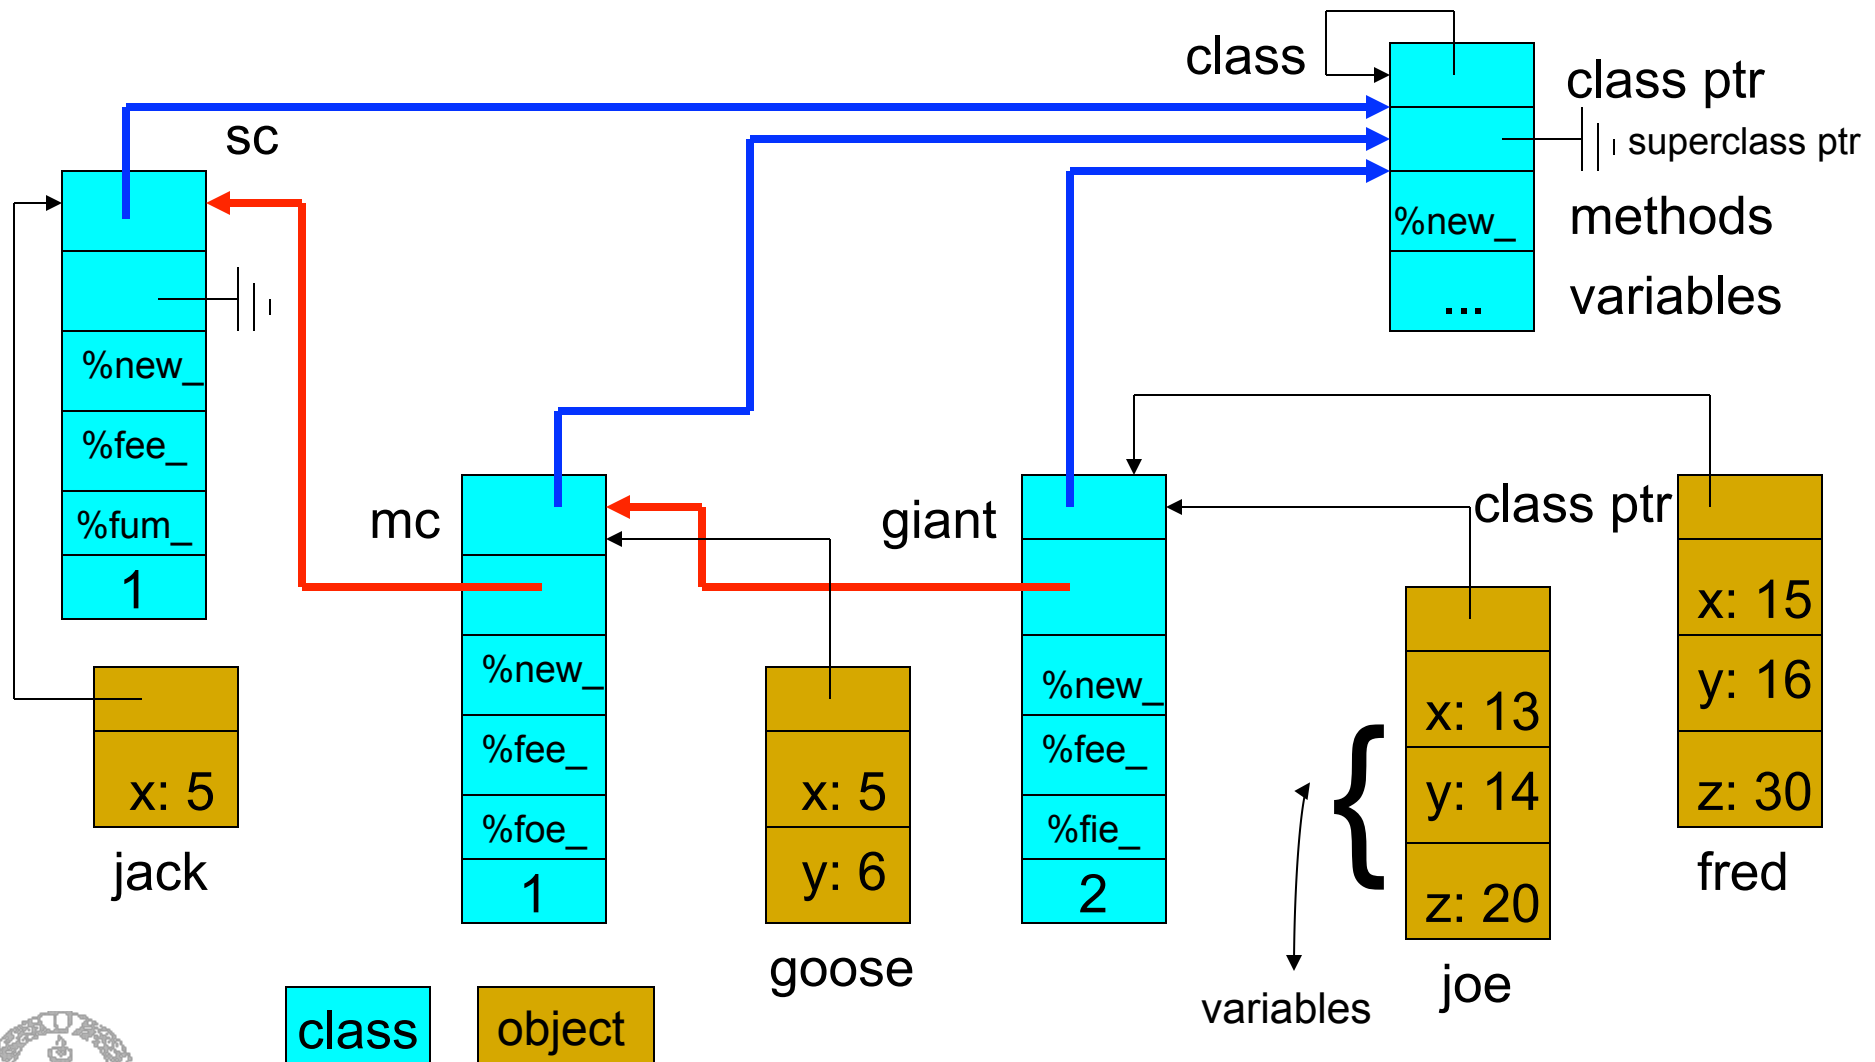 class
class ptr
superclass ptr
%new_
methods
...
variables
sc
%new_
%fee_
%fum_
1
x: 5
jack
mc
%new_
%fee_
%foe_
1
x: 5
y: 6
goose
giant
%new_
%fee_
%fie_
2
class ptr
{
x: 13
y: 14
z: 20
joe
x: 15
y: 16
z: 30
fred
variables
class
object